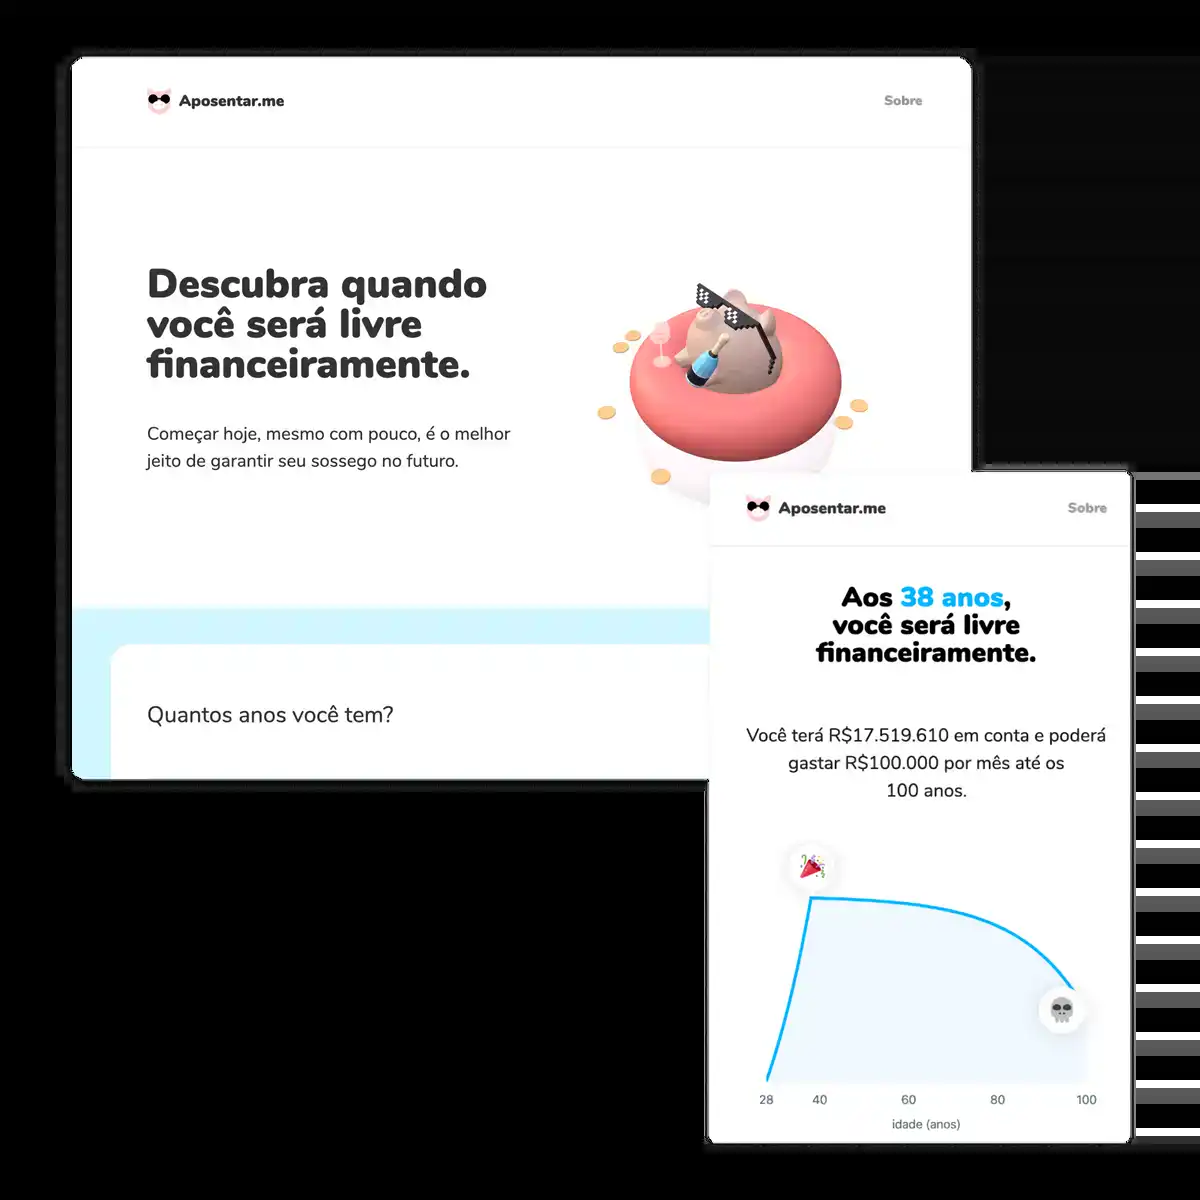 Aposentar.me
Sobre
Descubra quando
você será livre
financeiramente.
Começar hoje, mesmo com pouco, é o melhor
jeito de garantir seu sossego no futuro.
Quantos anos você tem?
Aposentar.me
Sobre
Aos 38 anos,
você será livre
financeiramente.
Você terá R$17.519.610 em conta e poderá
gastar R$100.000 por mês até os
100 anos.
28 40 60 80 100
idade (anos)